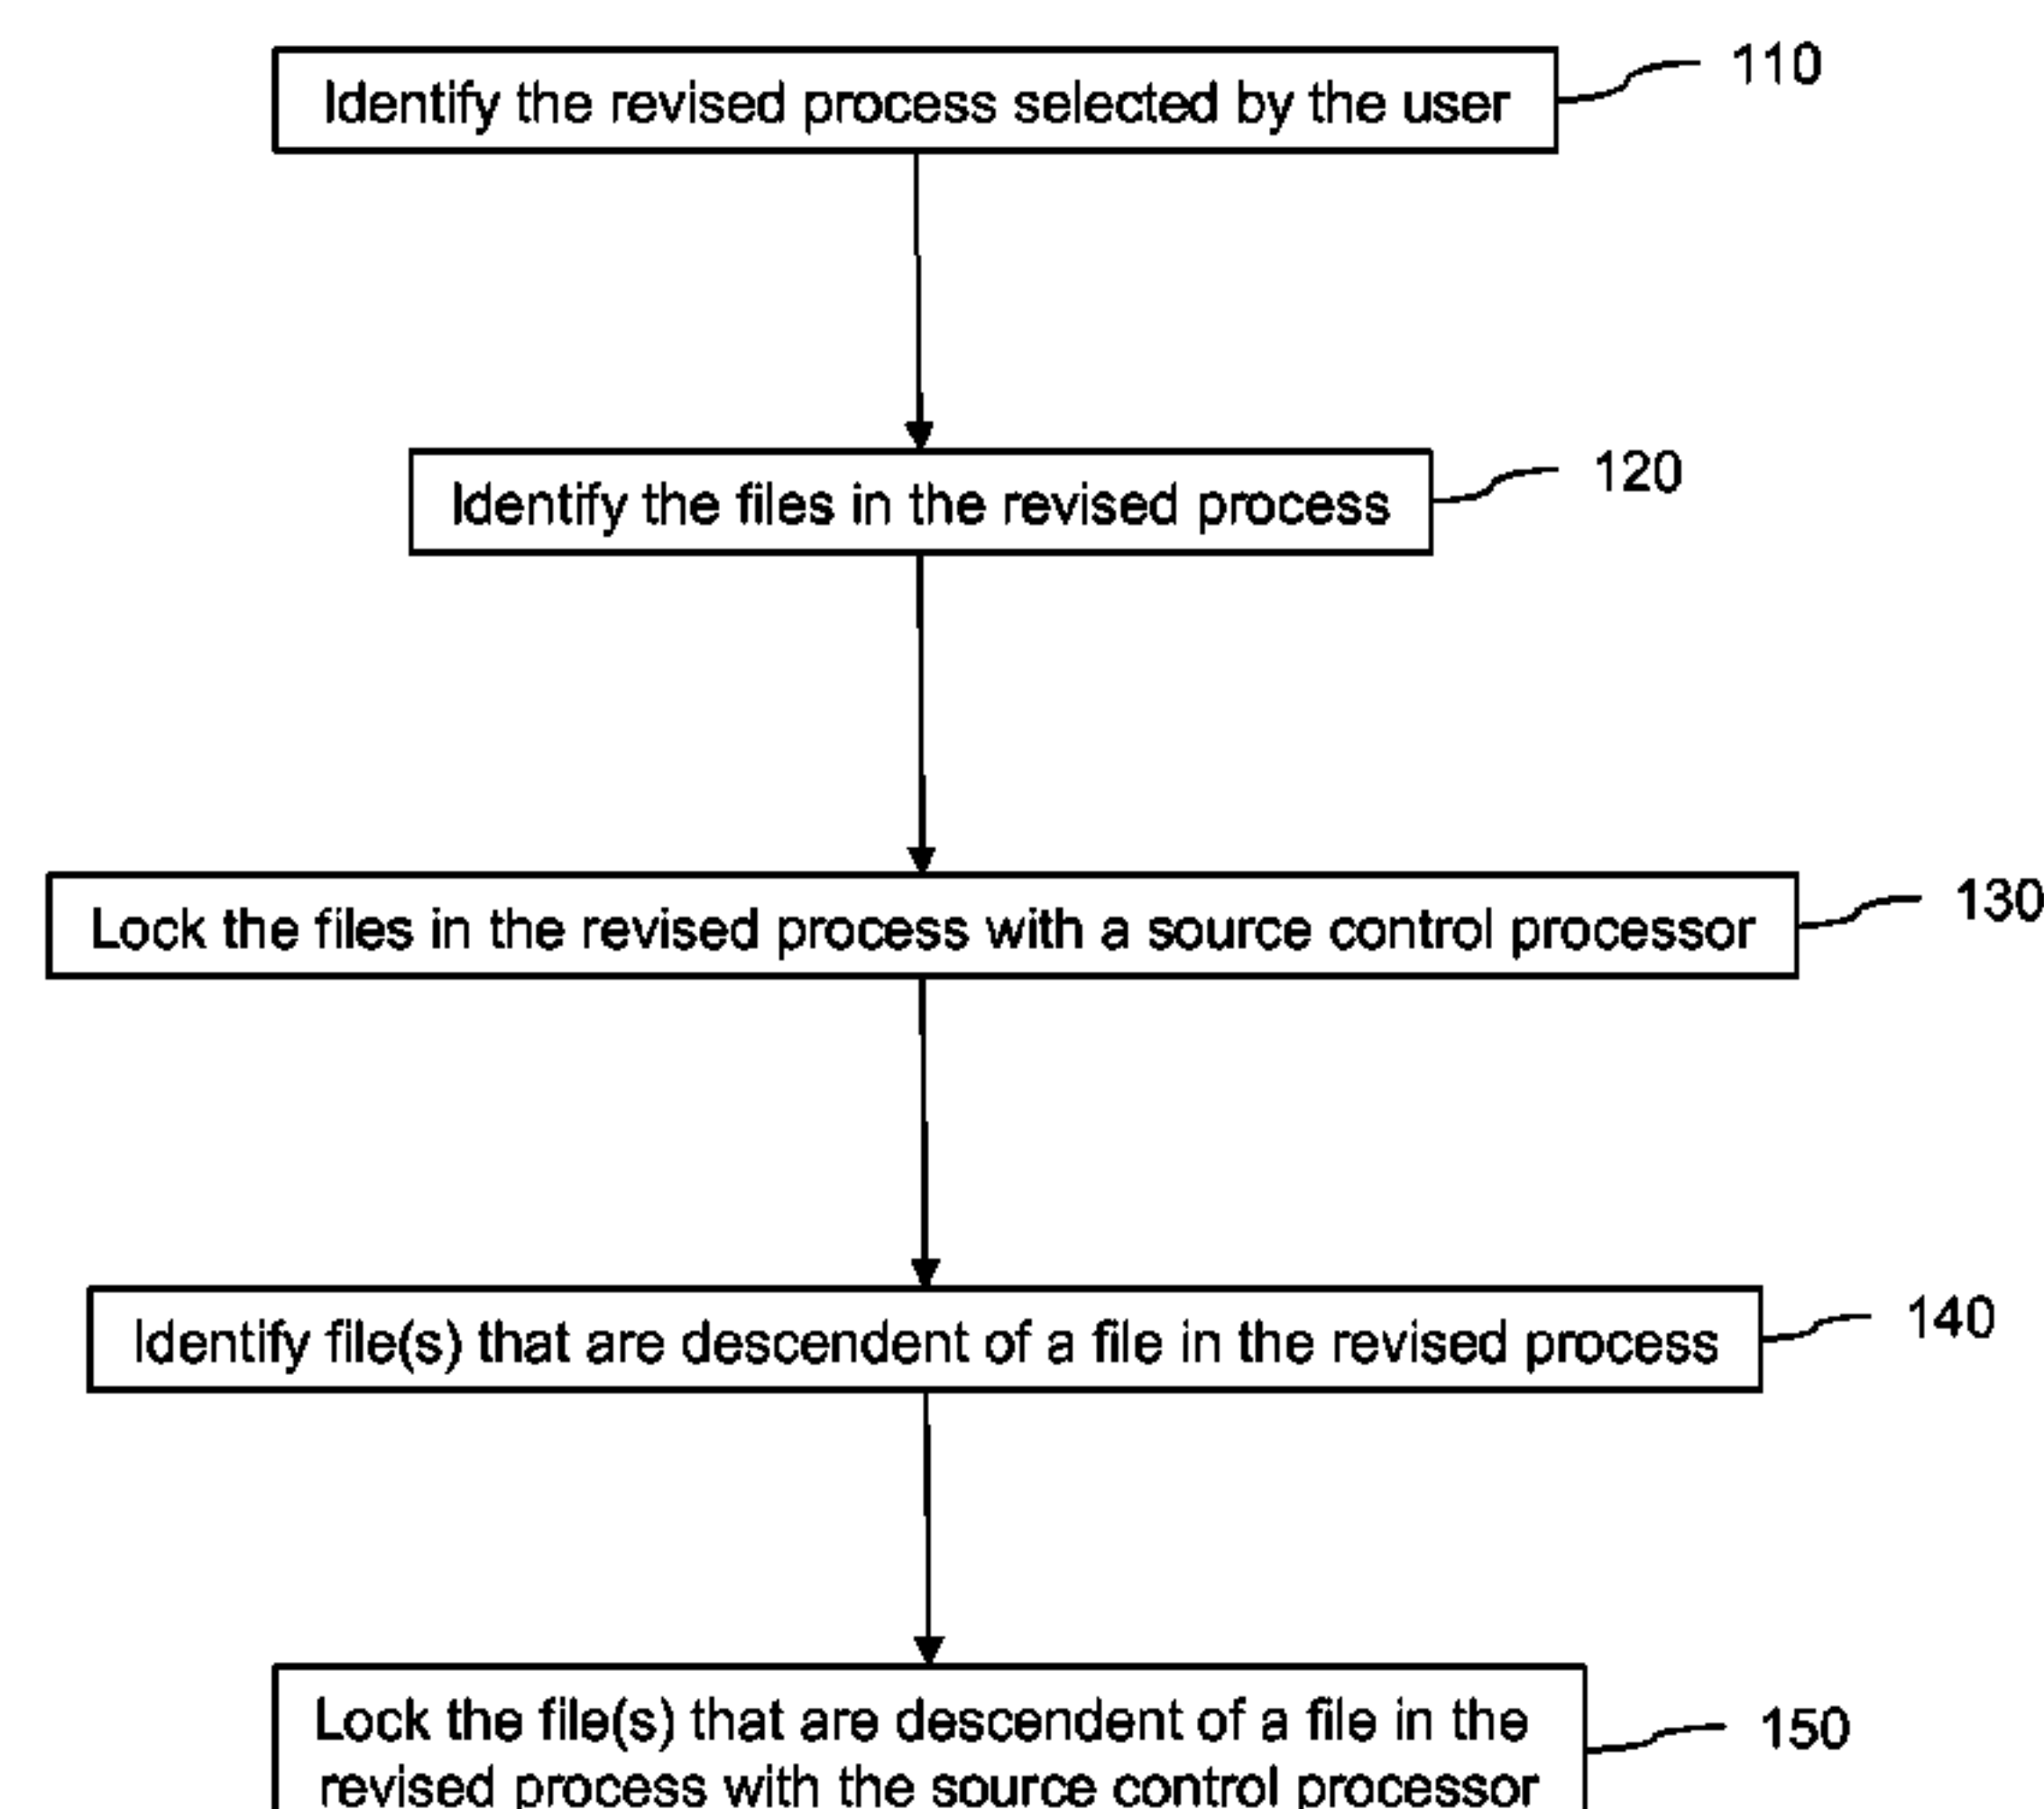 Identify the revised process selected by the user
110
Identify the files in the revised process
120
Lock the files in the revised process with a source control processor
130
Identify file(s) that are descendent of a file in the revised process
140
Lock the file(s) that are descendent of a file in the
revised process with the source control processor
150